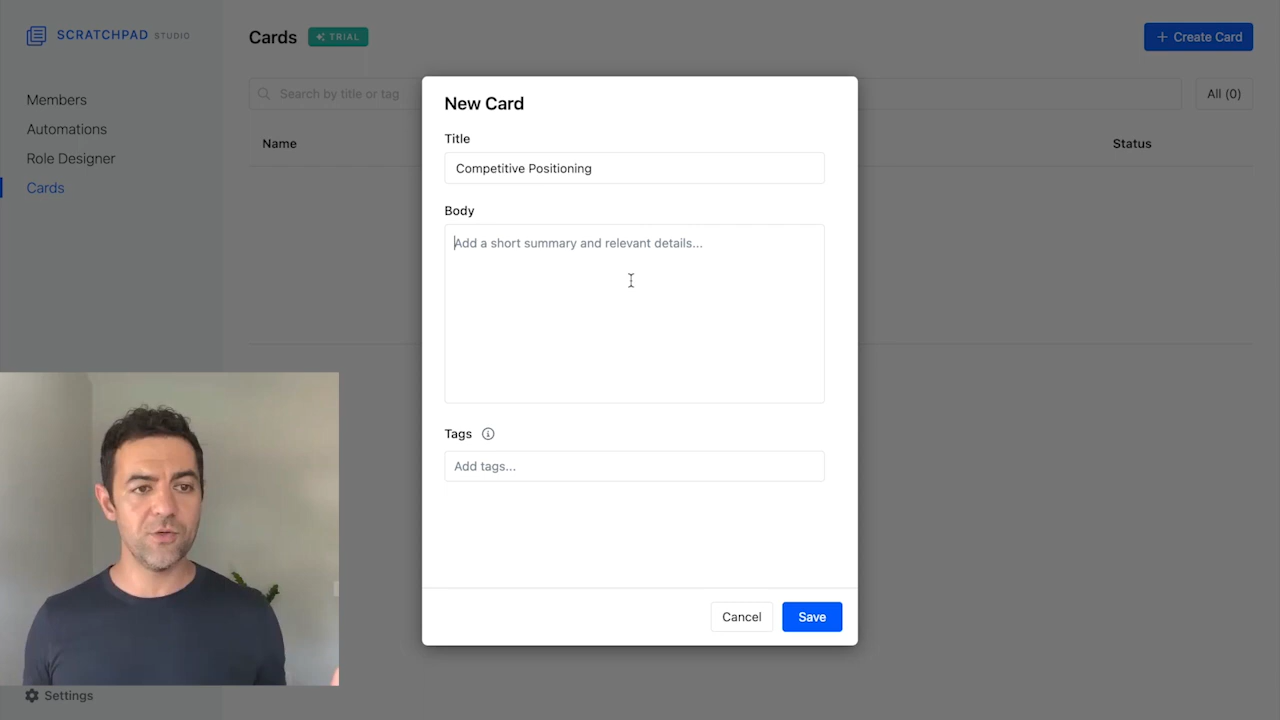 SCRATCHPAD STUDIO
Members
Automations
Role Designer
Cards
Settings
Cards TRIAL
+ Create Card
Search by title or tag
All (0)
Name
Status
New Card
Title
Competitive Positioning
Body
Add a short summary and relevant details...
Tags
Add tags...
Cancel
Save